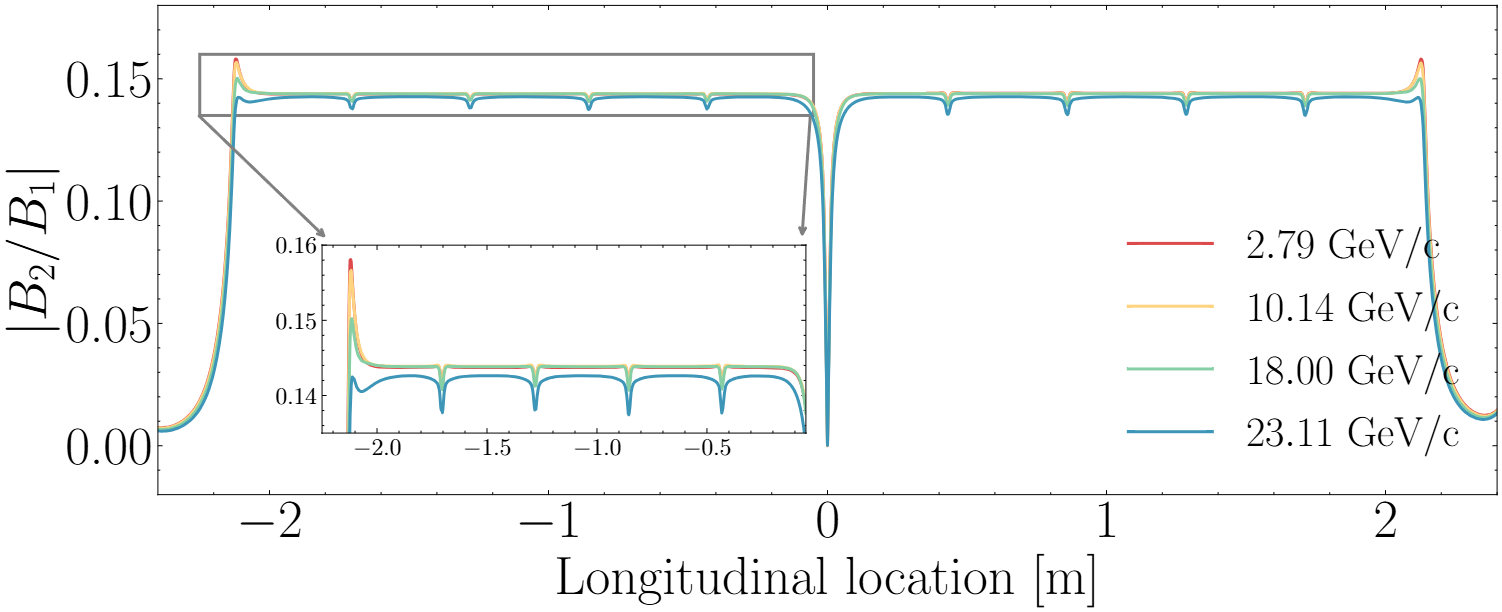 |B₂/B₁|
0.15
0.10
0.05
0.00
0.16
0.15
0.14
−2.0 −1.5 −1.0 −0.5
2.79 GeV/c
10.14 GeV/c
18.00 GeV/c
23.11 GeV/c
−2 −1 0 1 2
Longitudinal location [m]